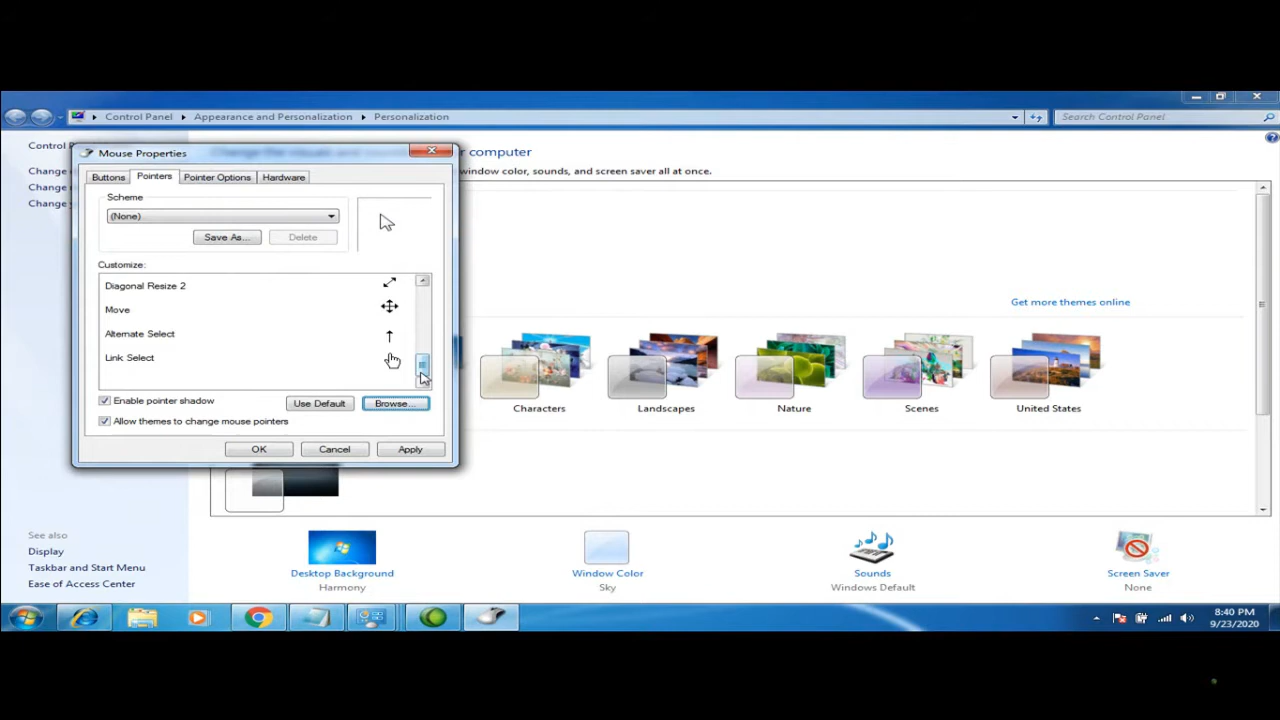 Control Panel
Appearance and Personalization
Personalization
Search Control Panel
Mouse Properties
computer
window color, sounds, and screen saver all at once.
Buttons
Pointers
Pointer Options
Hardware
Scheme
(None)
Save As...
Delete
Customize:
Diagonal Resize 2
Move
Alternate Select
Link Select
Enable pointer shadow
Use Default
Browse...
Allow themes to change mouse pointers
OK
Cancel
Apply
Get more themes online
Characters
Landscapes
Nature
Scenes
United States
See also
Display
Taskbar and Start Menu
Ease of Access Center
Desktop Background
Harmony
Window Color
Sky
Sounds
Windows Default
Screen Saver
None
8:40 PM
9/23/2020